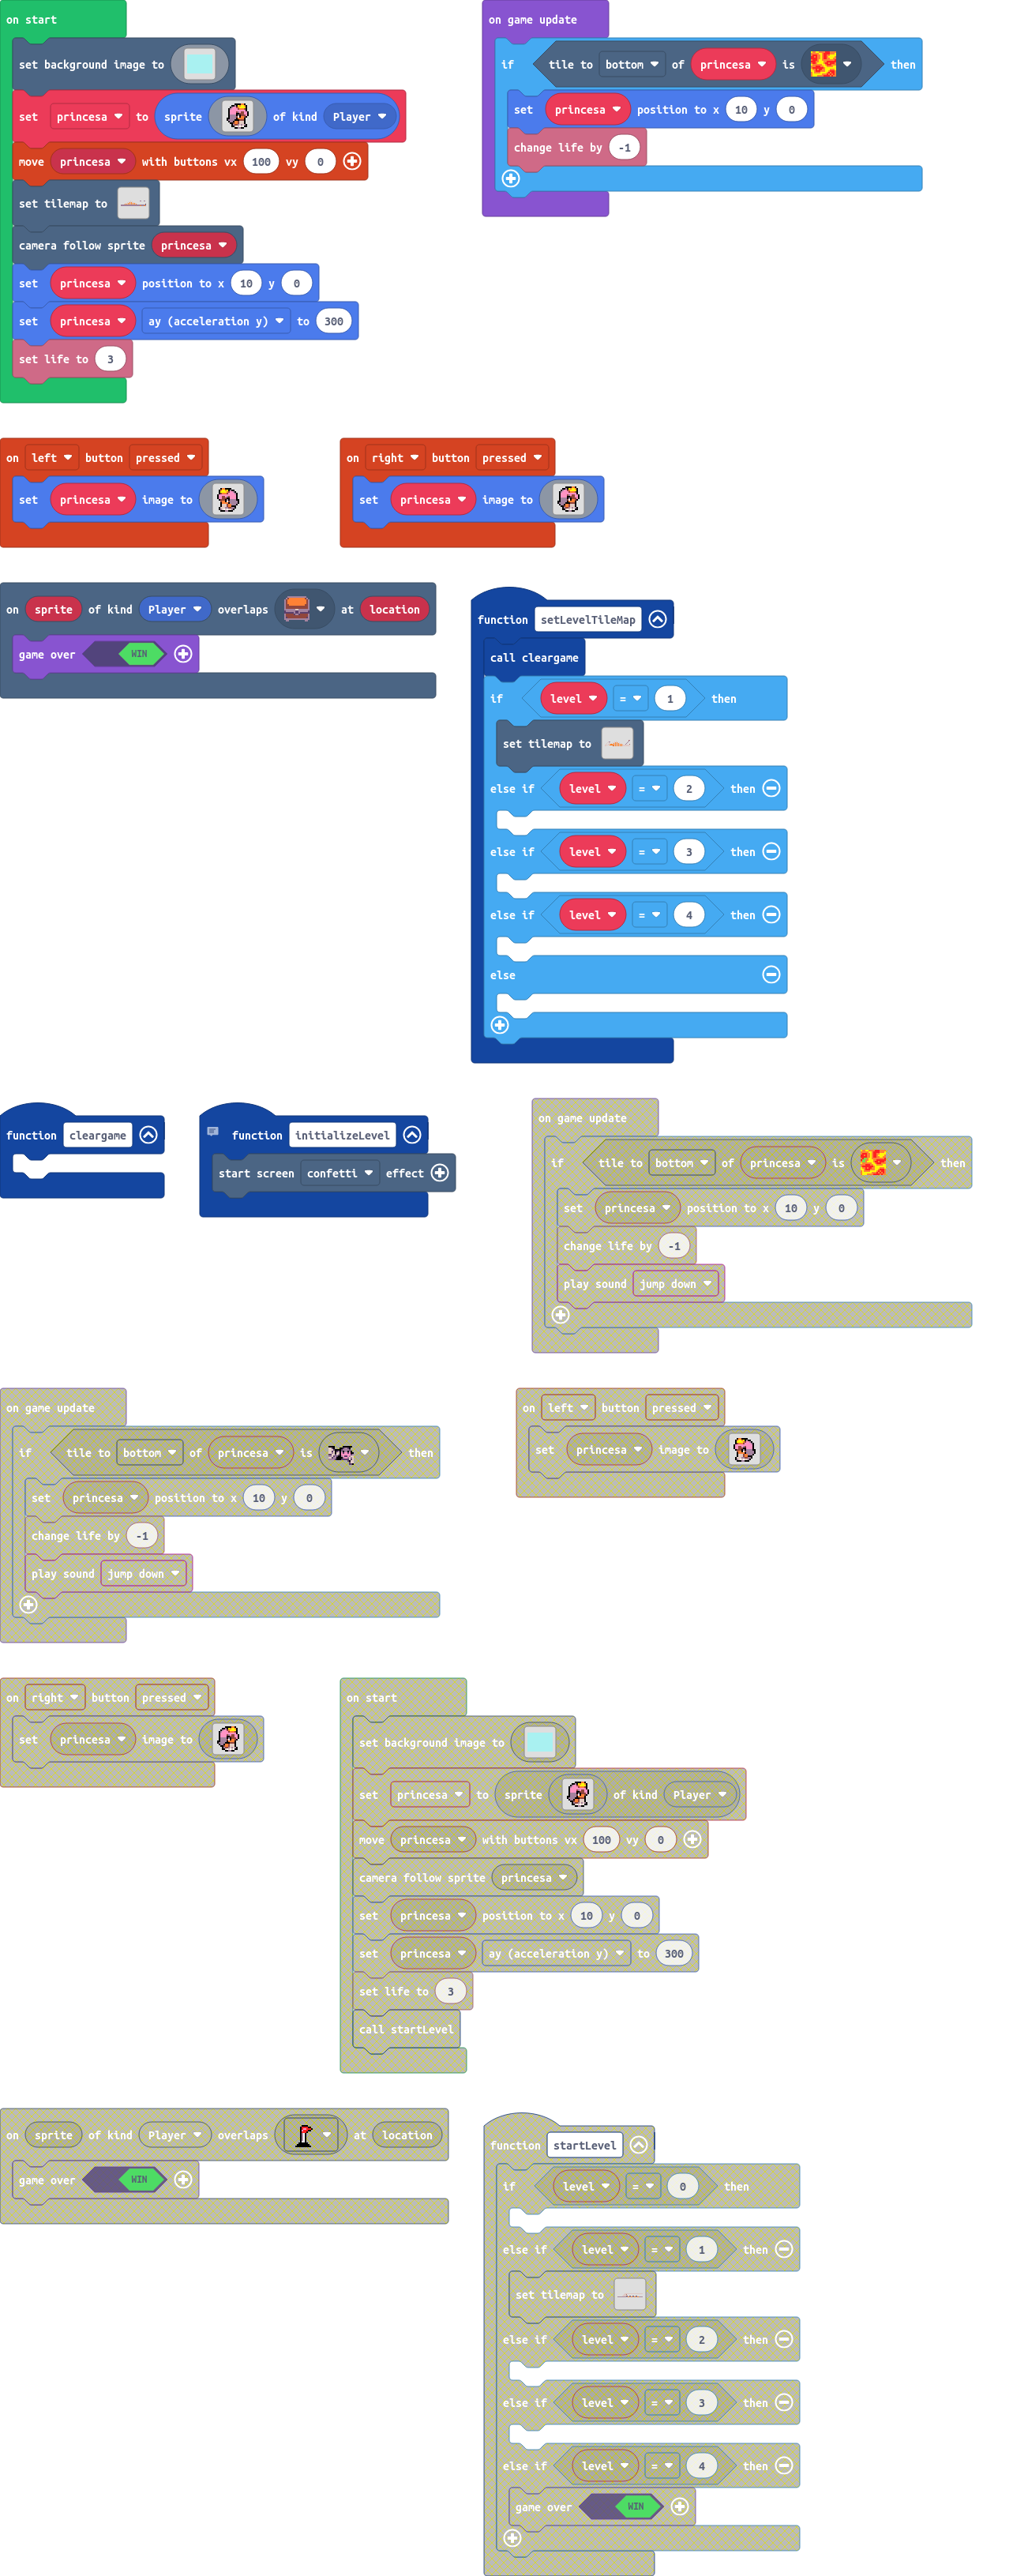 on start
set background image to
set princesa to sprite of kind Player
move princesa with buttons vx 100 vy 0
set tilemap to
camera follow sprite princesa
set princesa position to x 10 y 0
set princesa ay (acceleration y) to 300
set life to 3
on game update
if tile to bottom of princesa is then
set princesa position to x 10 y 0
change life by -1
on left button pressed
set princesa image to
on right button pressed
set princesa image to
on sprite of kind Player overlaps at location
game over WIN
function setLevelTileMap
call cleargame
if level = 1 then
set tilemap to
else if level = 2 then
else if level = 3 then
else if level = 4 then
else
function cleargame
function initializeLevel
start screen confetti effect
on game update
if tile to bottom of princesa is then
set princesa position to x 10 y 0
change life by -1
play sound jump down
on game update
if tile to bottom of princesa is then
set princesa position to x 10 y 0
change life by -1
play sound jump down
on left button pressed
set princesa image to
on right button pressed
set princesa image to
on start
set background image to
set princesa to sprite of kind Player
move princesa with buttons vx 100 vy 0
camera follow sprite princesa
set princesa position to x 10 y 0
set princesa ay (acceleration y) to 300
set life to 3
call startLevel
on sprite of kind Player overlaps at location
game over WIN
function startLevel
if level = 0 then
else if level = 1 then
set tilemap to
else if level = 2 then
else if level = 3 then
else if level = 4 then
game over WIN